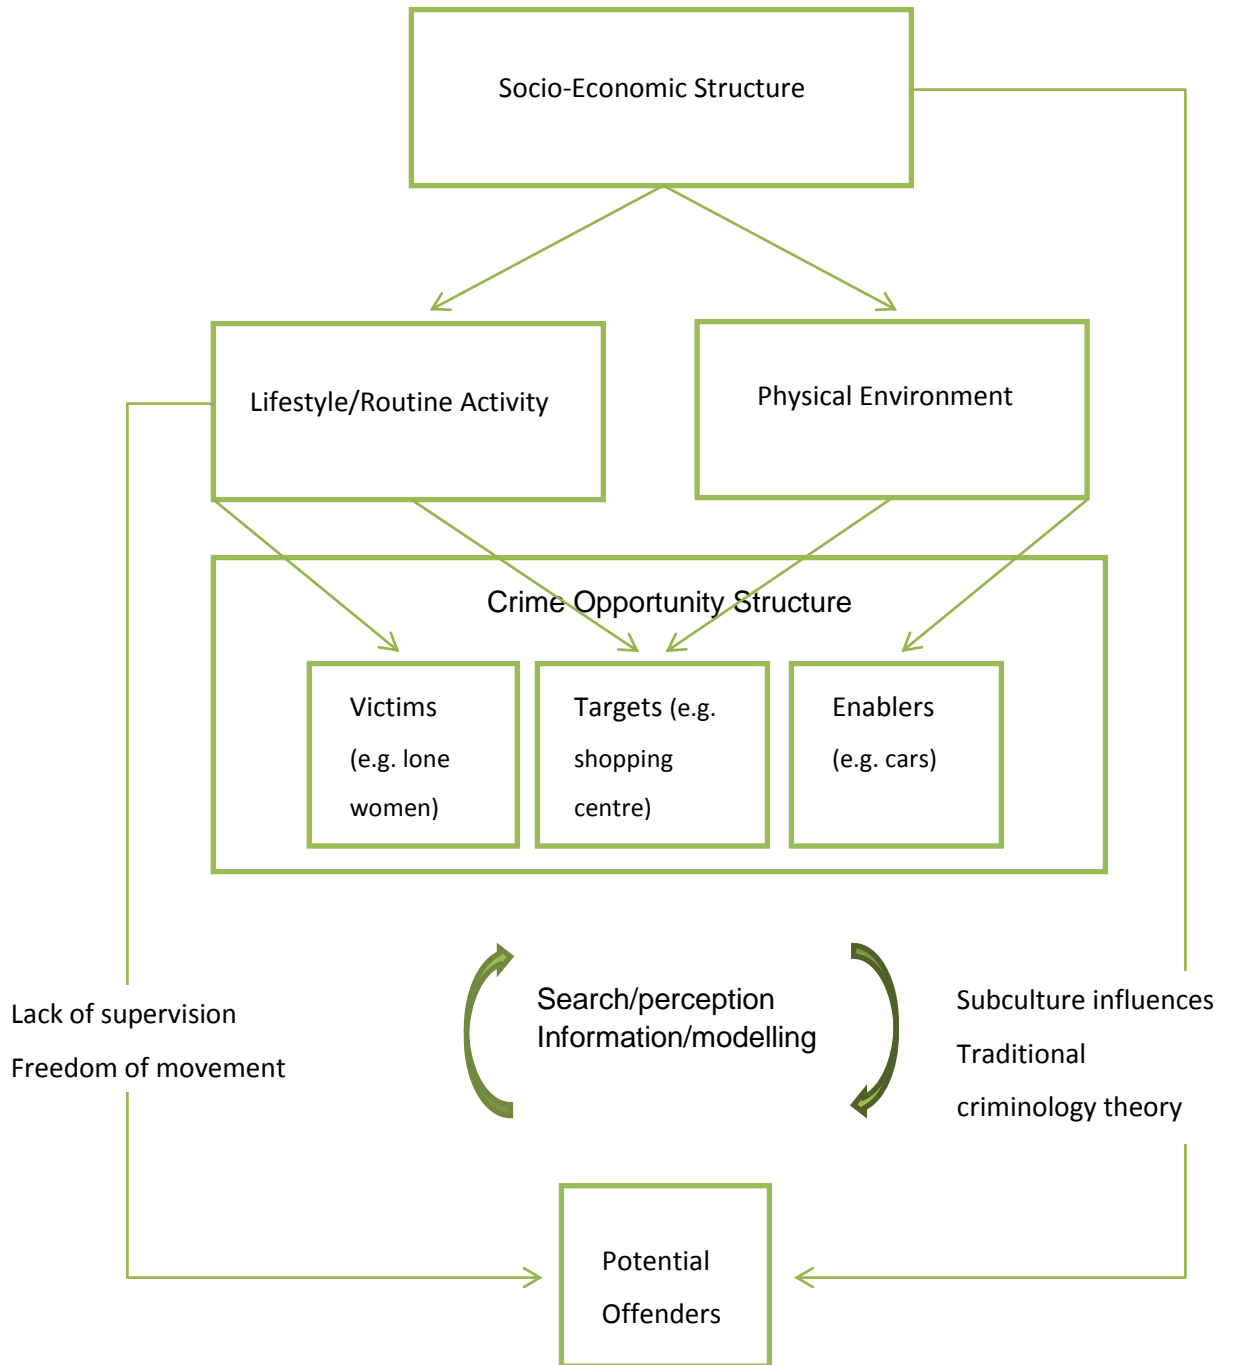 Socio-Economic Structure
Lifestyle/Routine Activity
Physical Environment
Crime Opportunity Structure
Victims
(e.g. lone
women)
Targets (e.g.
shopping
centre)
Enablers
(e.g. cars)
Lack of supervision
Freedom of movement
Search/perception
Information/modelling
Subculture influences
Traditional
criminology theory
Potential
Offenders